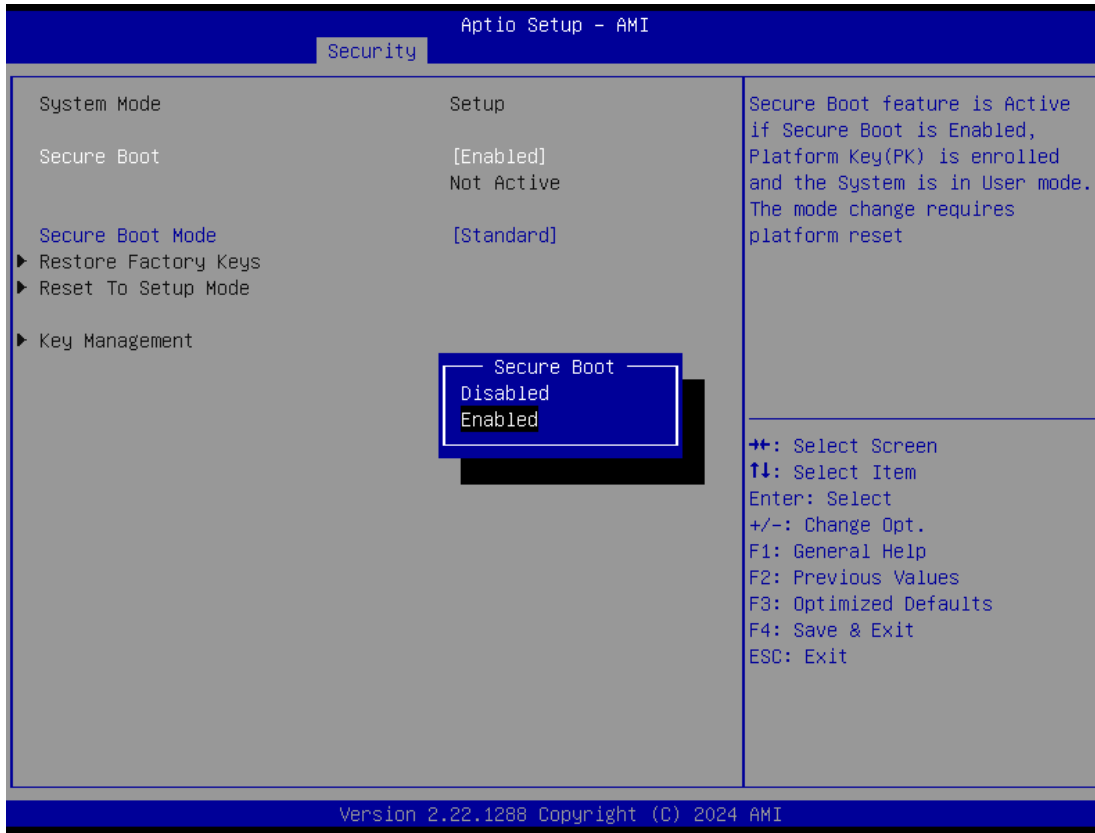 Aptio Setup – AMI
Security
System Mode Setup
Secure Boot [Enabled]
Not Active
Secure Boot Mode [Standard]
Restore Factory Keys
Reset To Setup Mode
Key Management
Secure Boot
Disabled
Enabled
Secure Boot feature is Active
if Secure Boot is Enabled,
Platform Key(PK) is enrolled
and the System is in User mode.
The mode change requires
platform reset
→←: Select Screen
↑↓: Select Item
Enter: Select
+/-: Change Opt.
F1: General Help
F2: Previous Values
F3: Optimized Defaults
F4: Save & Exit
ESC: Exit
Version 2.22.1288 Copyright (C) 2024 AMI